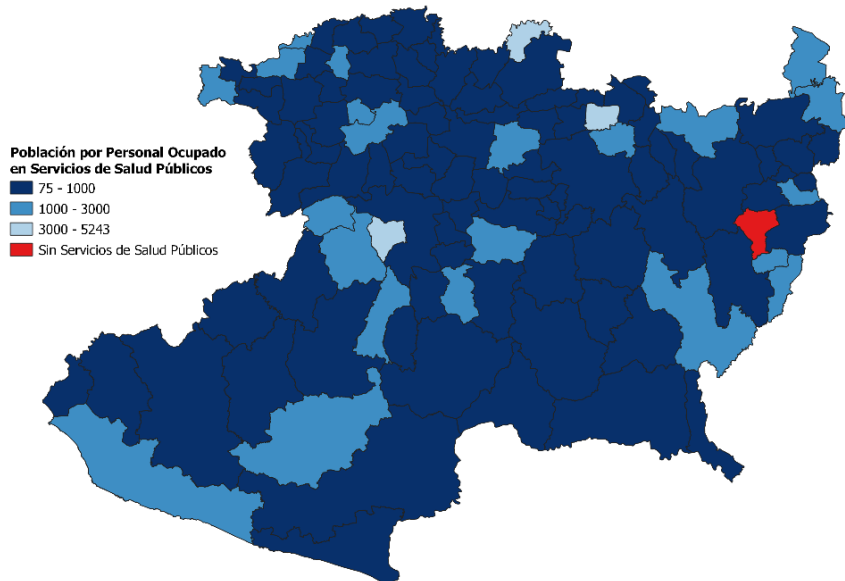 Población por Personal Ocupado
en Servicios de Salud Públicos
75 - 1000
1000 - 3000
3000 - 5243
Sin Servicios de Salud Públicos